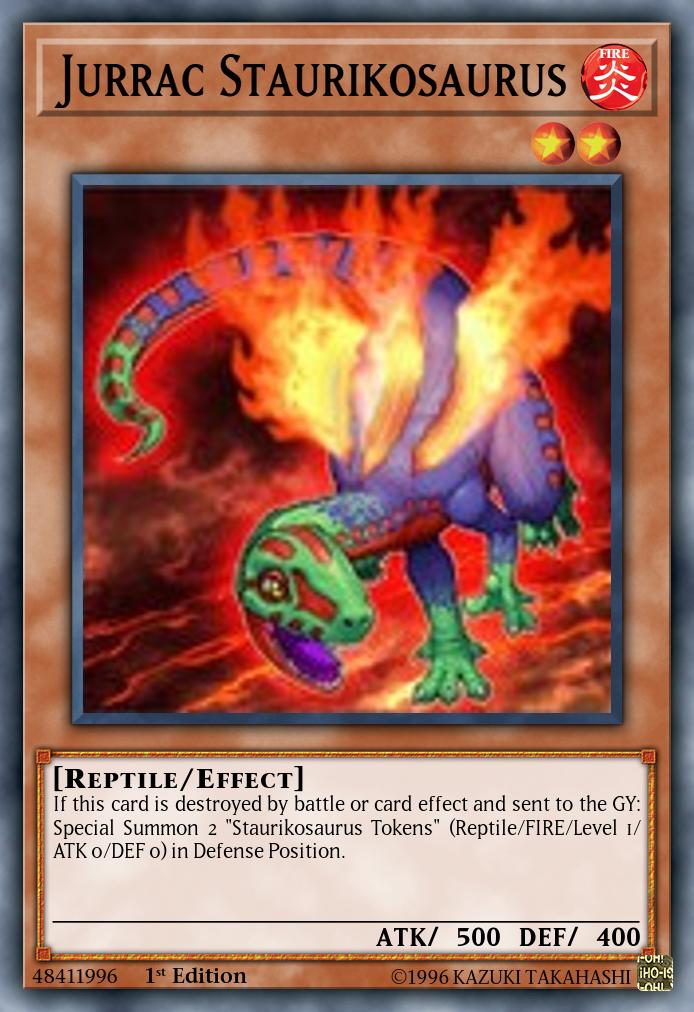 Jurrac Staurikosaurus
FIRE
炎
[Reptile/Effect]
If this card is destroyed by battle or card effect and sent to the GY:
Special Summon 2 "Staurikosaurus Tokens" (Reptile/FIRE/Level 1/
ATK 0/DEF 0) in Defense Position.
ATK/ 500 DEF/ 400
48411996 1st Edition ©1996 KAZUKI TAKAHASHI